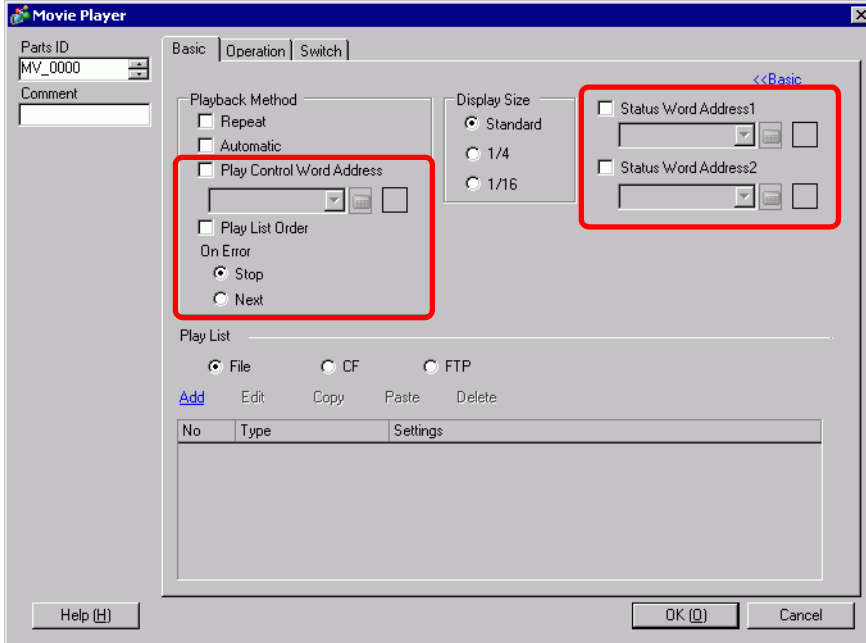 Movie Player
Parts ID
MV_0000
Comment
Basic Operation Switch
<<Basic
Playback Method
Repeat
Automatic
Play Control Word Address
Play List Order
On Error
Stop
Next
Display Size
Standard
1/4
1/16
Status Word Address1
Status Word Address2
Play List
File CF FTP
Add Edit Copy Paste Delete
No Type Settings
Help (H) OK (O) Cancel